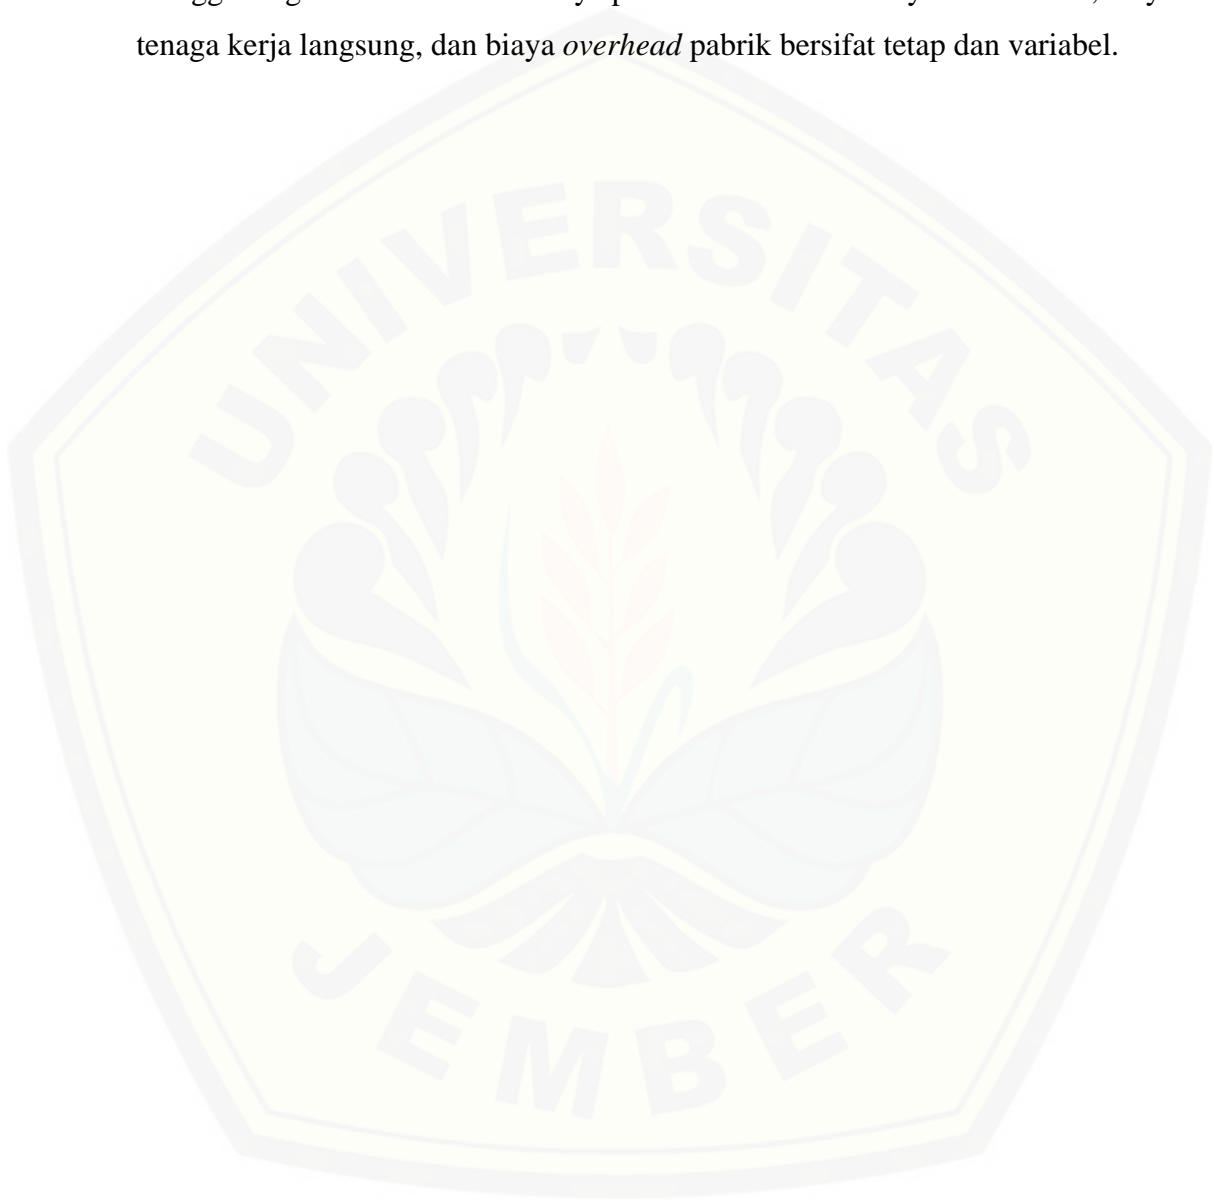 tenaga kerja langsung, dan biaya overhead pabrik bersifat tetap dan variabel.
UNIVERSITAS
JEMBER